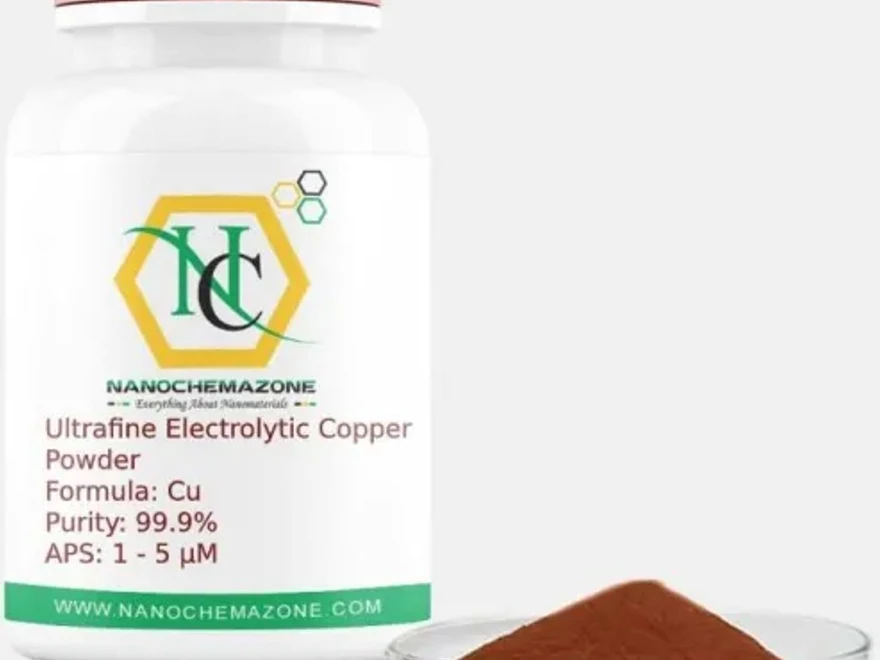 NC
NANOCHEMAZONE
Everything About Nanomaterials
Ultrafine Electrolytic Copper
Powder
Formula: Cu
Purity: 99.9%
APS: 1 - 5 µM
WWW.NANOCHEMAZONE.COM